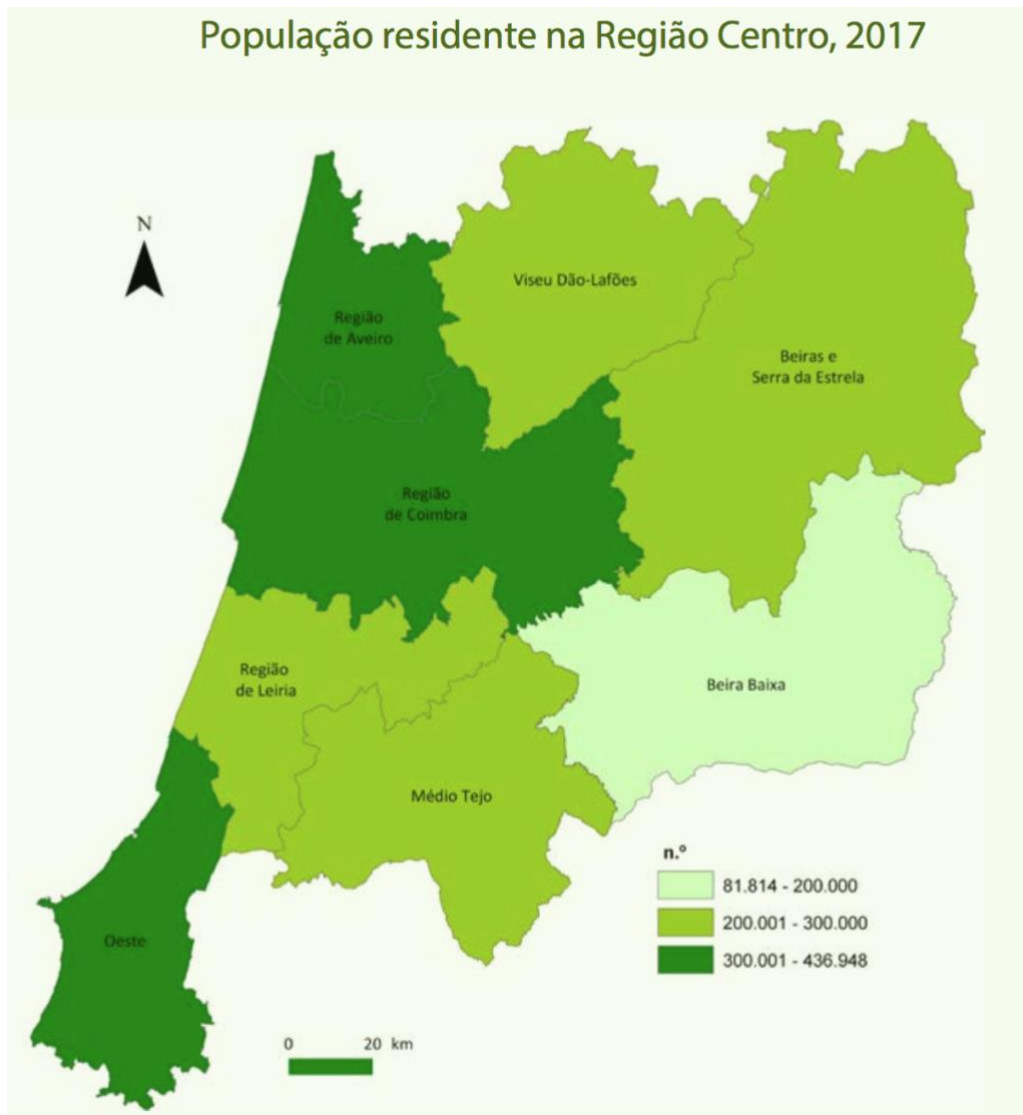 População residente na Região Centro, 2017
N
Viseu Dão-Lafões
Região
de Aveiro
Beiras e
Serra da Estrela
Região
de Coimbra
Região
de Leiria
Beira Baixa
Médio Tejo
Oeste
n.º
81.814 - 200.000
200.001 - 300.000
300.001 - 436.948
0 20 km